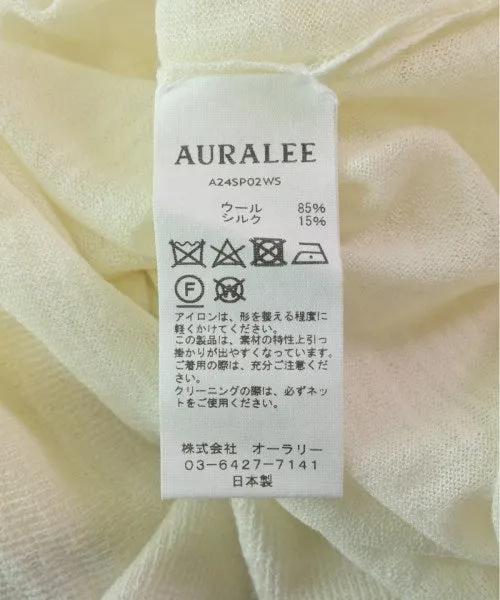 AURALEE
A24SP02WS
ウール 85%
シルク 15%
F W
アイロンは、形を整える程度に
軽くかけてください。
この製品は、素材の特性上引っ
掛かりが出やすくなっています。
ご着用の際は、充分ご注意くだ
さい。
クリーニングの際は、必ずネッ
トをご使用ください。
株式会社 オーラリー
03-6427-7141
日本製